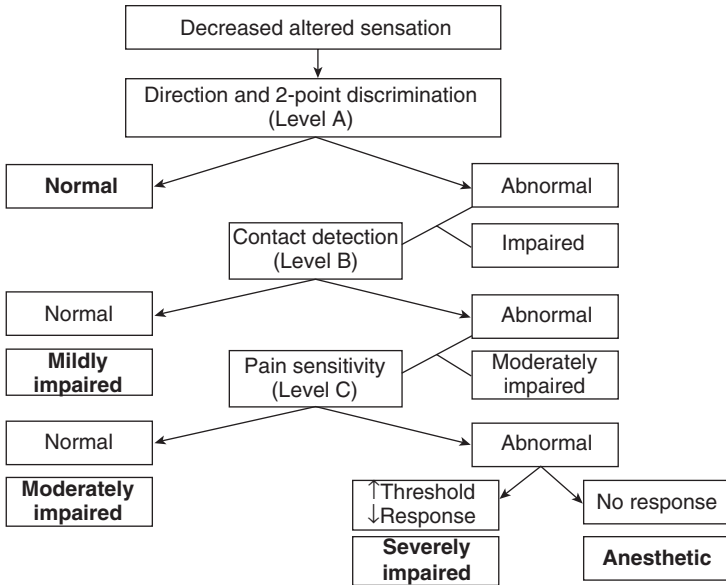 Decreased altered sensation
Direction and 2-point discrimination
(Level A)
Normal
Abnormal
Contact detection
(Level B)
Impaired
Normal
Abnormal
Mildly
impaired
Pain sensitivity
(Level C)
Moderately
impaired
Normal
Abnormal
Moderately
impaired
↑Threshold
↓Response
No response
Severely
impaired
Anesthetic